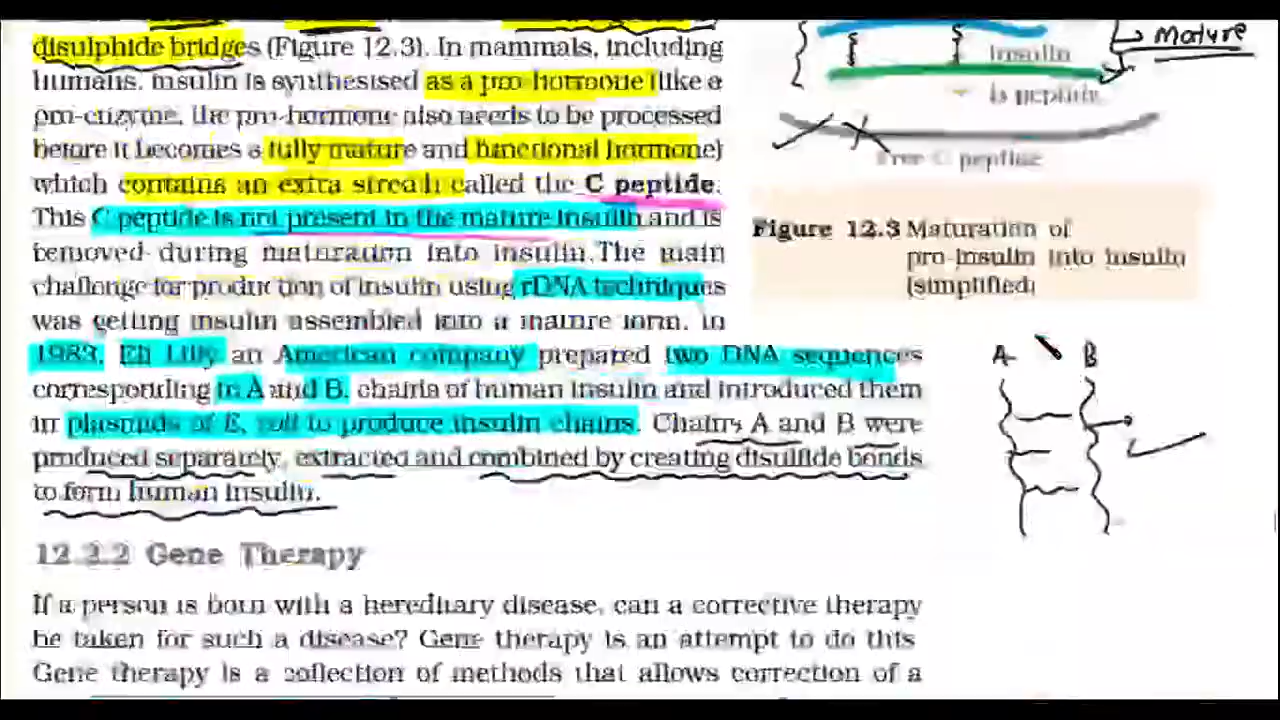 disulphide bridges (Figure 12.3). In mammals, including
humans, insulin is synthesised as a pro-hormone (like a
pro-enzyme, the pro-hormone also needs to be processed
before it becomes a fully mature and functional hormone)
which contains an extra stretch called the C peptide.
This C peptide is not present in the mature insulin and is
removed during maturation into insulin. The main
challenge for production of insulin using rDNA techniques
was getting insulin assembled into a mature form. In
1983, Eli Lilly an American company prepared two DNA sequences
corresponding to A and B, chains of human insulin and introduced them
in plasmids of E. coli to produce insulin chains. Chains A and B were
produced separately, extracted and combined by creating disulfide bonds
to form human insulin.
Mature
Insulin
peptide
Free C peptide
Figure 12.3 Maturation of
pro-insulin into insulin
(simplified)
A B
12.2.2 Gene Therapy
If a person is born with a hereditary disease, can a corrective therapy
be taken for such a disease? Gene therapy is an attempt to do this.
Gene therapy is a collection of methods that allows correction of a